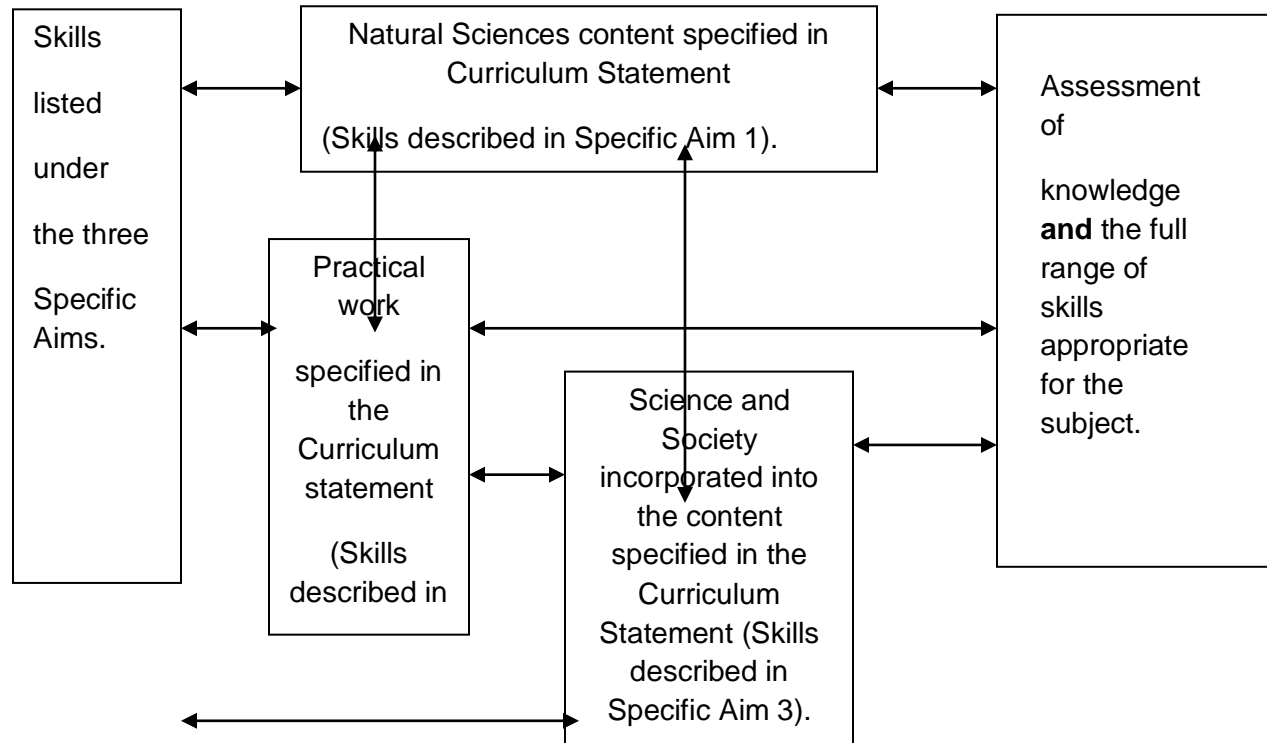 Skills
listed
under
the three
Specific
Aims.
Natural Sciences content specified in
Curriculum Statement
(Skills described in Specific Aim 1).
Practical
work
specified in
the
Curriculum
statement
(Skills
described in
Science and
Society
incorporated into
the content
specified in the
Curriculum
Statement (Skills
described in
Specific Aim 3).
Assessment
of
knowledge
and the full
range of
skills
appropriate
for the
subject.